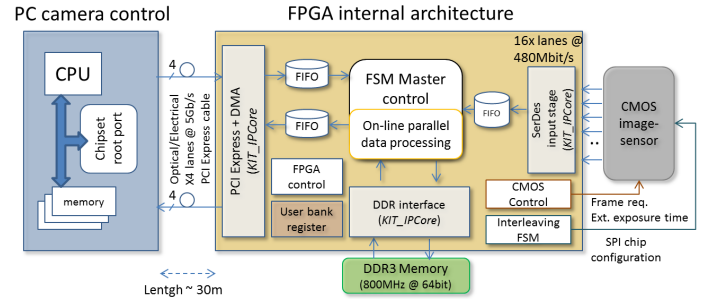 PC camera control
FPGA internal architecture
CPU
Chipset
root port
memory
4
4
Optical/Electrical
X4 lanes @ 5Gb/s
PCI Express cable
Lentgh ~ 30m
PCI Express + DMA
(KIT_IPCore)
FIFO
FIFO
FPGA
control
User bank
register
FSM Master
control
On-line parallel
data processing
DDR interface
(KIT_IPCore)
DDR3 Memory
(800MHz @ 64bit)
FIFO
16x lanes @
480Mbit/s
SerDes
input stage
(KIT_IPCore)
CMOS
Control
Interleaving
FSM
CMOS
image-
sensor
Frame req.
Ext. exposure time
SPI chip
configuration